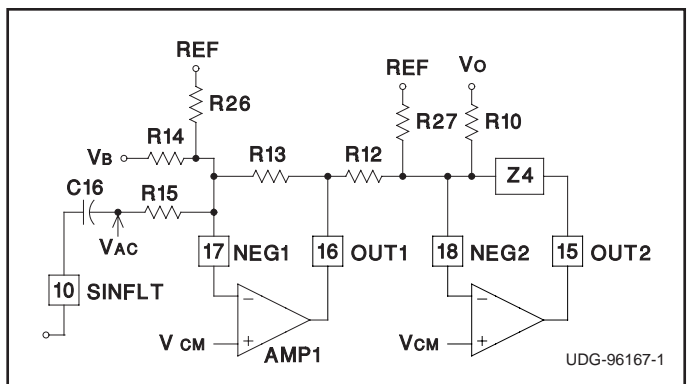 REF
R26
REF
VO
R27
R10
R14
VB
R13
R12
Z4
C16
R15
VAC
17 NEG1
16 OUT1
18 NEG2
15 OUT2
10 SINFLT
−
−
V CM
+
AMP1
VCM
+
UDG-96167-1